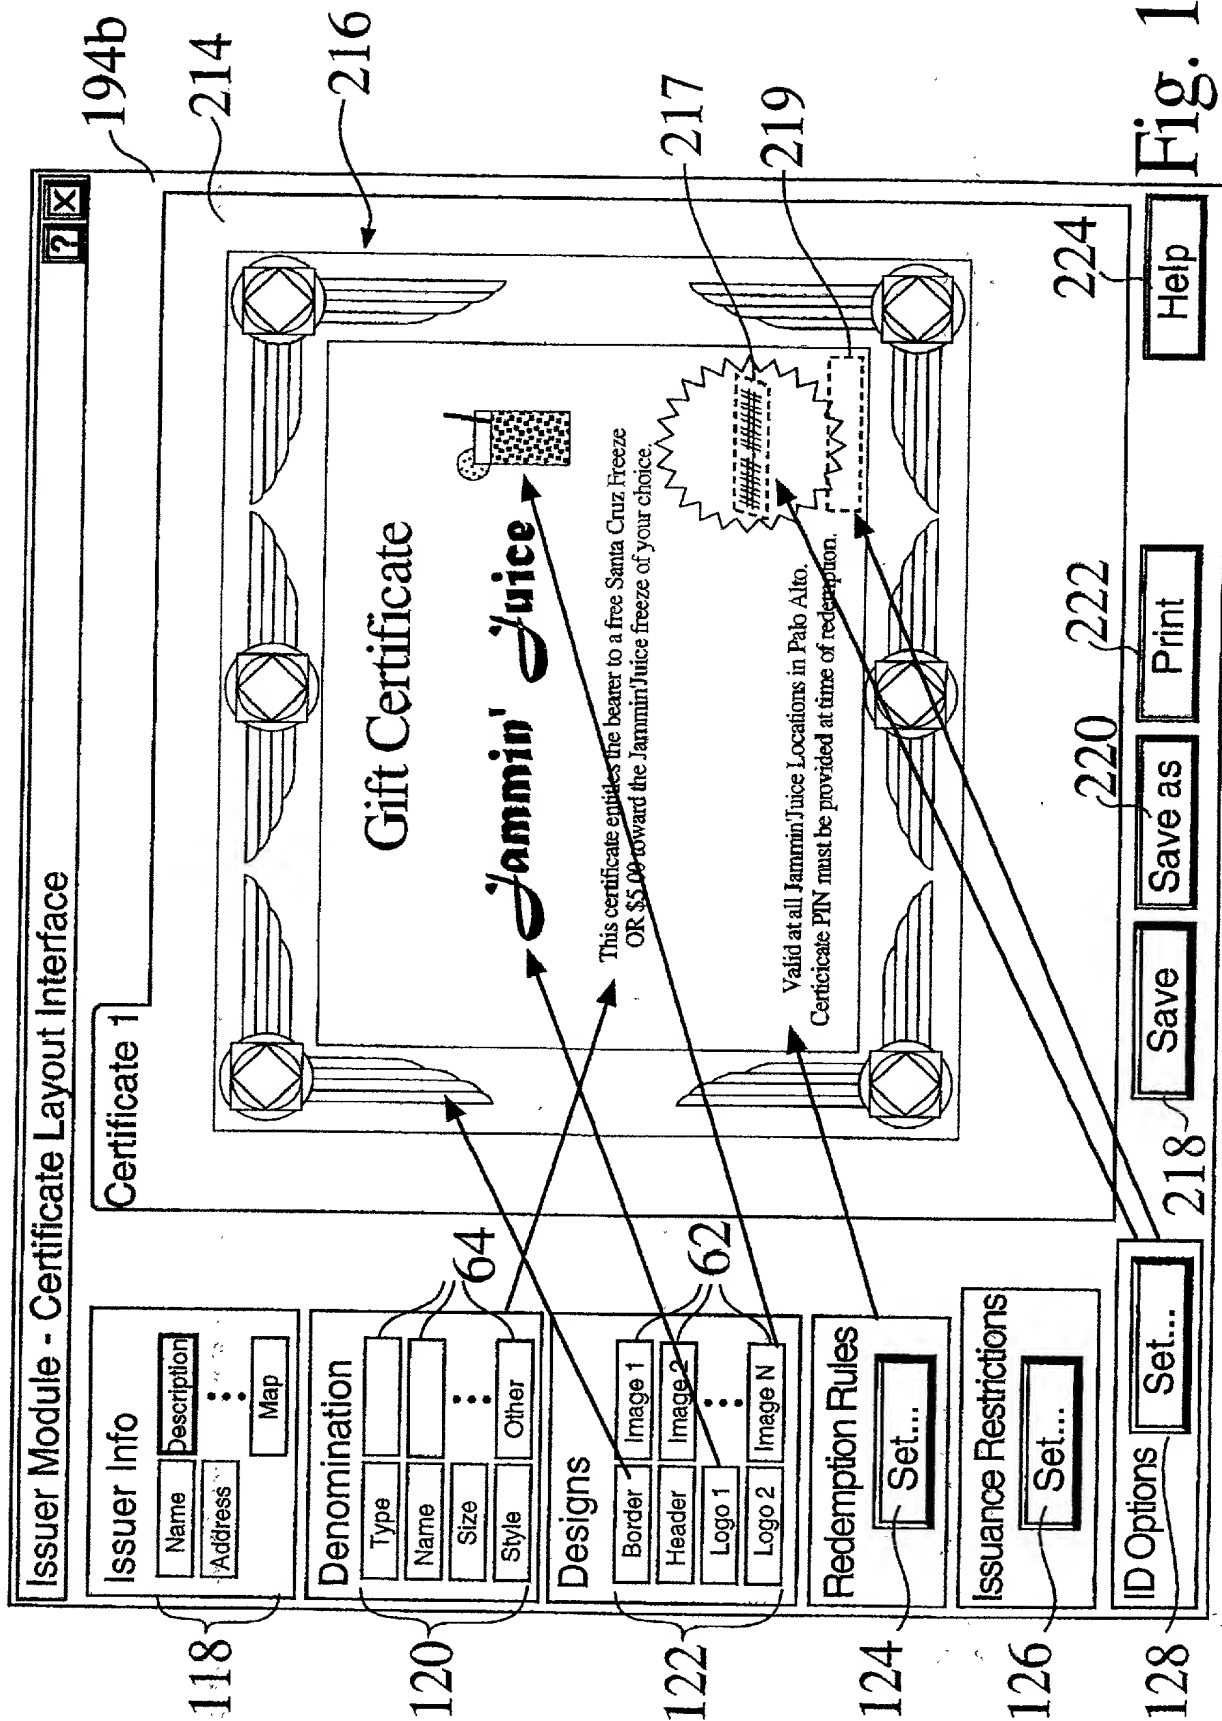 Issuer Module - Certificate Layout Interface
? X
194b
214
216
217
219
Issuer Info
Name
Description
Address
Map
118
Denomination
Type
Name
Size
Style
Other
64
120
Designs
Border
Image 1
Header
Image 2
Logo 1
Logo 2
Image N
62
122
Redemption Rules
Set...
124
Issuance Restrictions
Set...
126
ID Options
Set...
128
Certificate 1
Gift Certificate
Jammin' Juice
This certificate entitles the bearer to a free Santa Cruz Freeze
OR $5.00 toward the Jammin'Juice freeze of your choice.
##### #####
Valid at all Jammin'Juice Locations in Palo Alto.
Certicicate PIN must be provided at time of redemption.
Save
Save as
Print
Help
218
220
222
224
Fig. 1